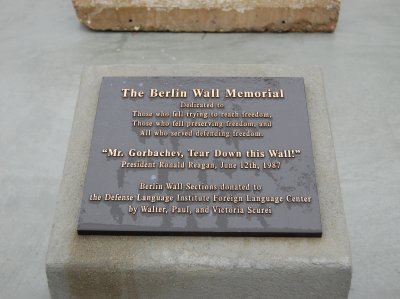 The Berlin Wall Memorial
Dedicated to
Those who fell trying to reach freedom,
Those who fell preserving freedom, and
All who served defending freedom.
“Mr. Gorbachev, Tear Down this Wall!”
President Ronald Reagan, June 12th, 1987
Berlin Wall Sections donated to
the Defense Language Institute Foreign Language Center
by Walter, Paul, and Victoria Scurei